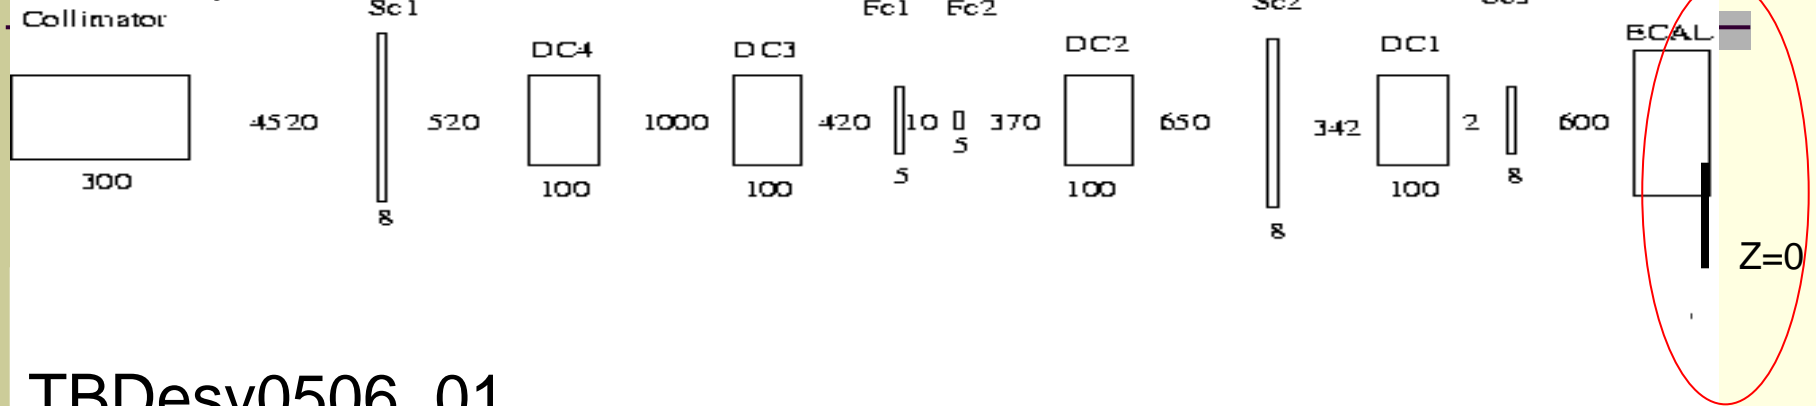 Collimator Sc1 Fc1 Fc2 Sc2 ECAL
DC4 DC3 DC2 DC1
4520 520 1000 420 10 370 650 342 2 600
300 100 100 5 5 100 100 8
8 8
Z=0
TBDesy0506_01